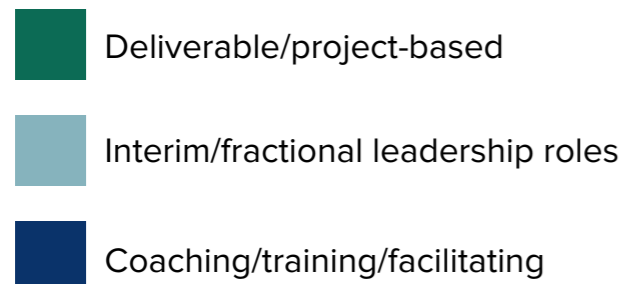 Deliverable/project-based
Interim/fractional leadership roles
Coaching/training/facilitating